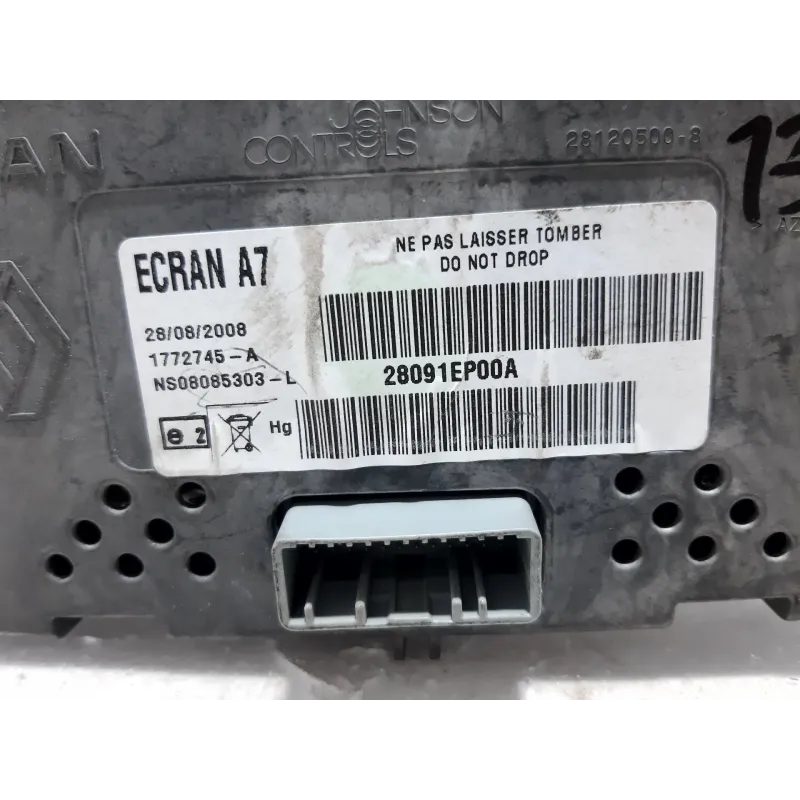 JOHNSON
CONTROLS
28120500-8
13
ECRAN A7
NE PAS LAISSER TOMBER
DO NOT DROP
28/08/2008
1772745-A
NS08085303-L
28091EP00A
e 2
Hg